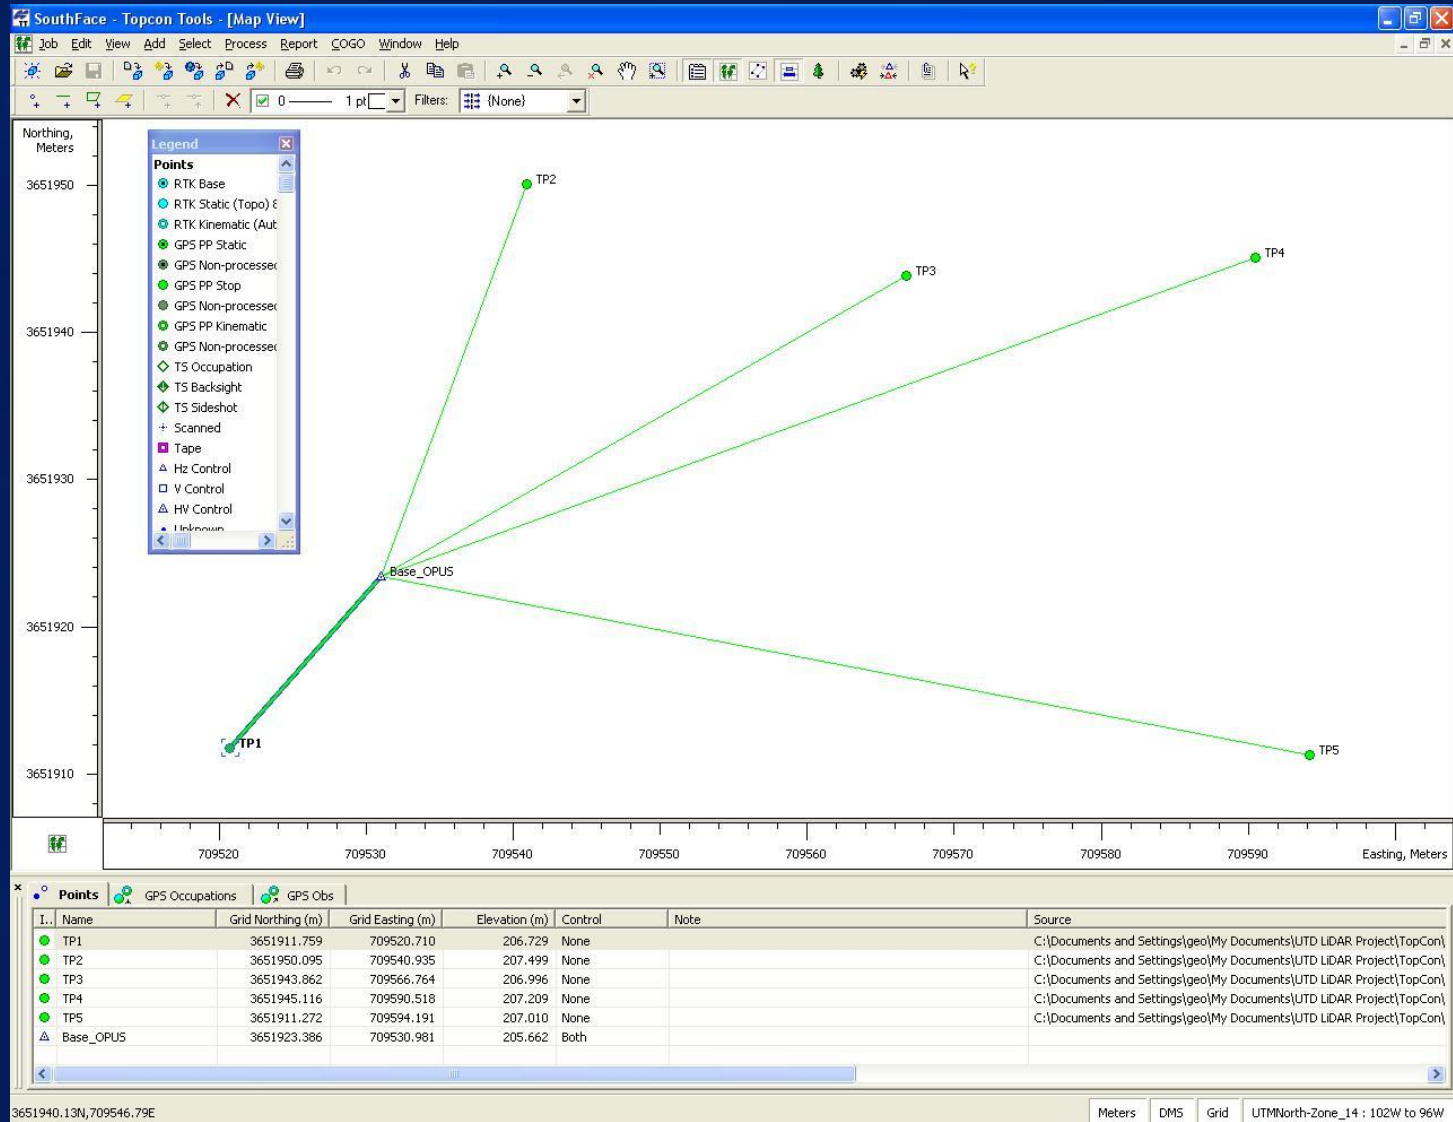 SouthFace - Topcon Tools - [Map View]
Job Edit View Add Select Process Report COGO Window Help
0 1 pt Filters: {None}
Northing,
Meters
3651950
3651940
3651930
3651920
3651910
Legend
Points
RTK Base
RTK Static (Topo) &
RTK Kinematic (Aut
GPS PP Static
GPS Non-processed
GPS PP Stop
GPS Non-processed
GPS PP Kinematic
GPS Non-processed
TS Occupation
TS Backsight
TS Sideshot
Scanned
Tape
Hz Control
V Control
HV Control
Unknown
TP2
TP4
TP3
Base_OPUS
TP1
TP5
709520 709530 709540 709550 709560 709570 709580 709590 Easting, Meters
Points GPS Occupations GPS Obs
I.. Name Grid Northing (m) Grid Easting (m) Elevation (m) Control Note Source
TP1 3651911.759 709520.710 206.729 None C:\Documents and Settings\geo\My Documents\UTD LiDAR Project\TopCon\
TP2 3651950.095 709540.935 207.499 None C:\Documents and Settings\geo\My Documents\UTD LiDAR Project\TopCon\
TP3 3651943.862 709566.764 206.996 None C:\Documents and Settings\geo\My Documents\UTD LiDAR Project\TopCon\
TP4 3651945.116 709590.518 207.209 None C:\Documents and Settings\geo\My Documents\UTD LiDAR Project\TopCon\
TP5 3651911.272 709594.191 207.010 None C:\Documents and Settings\geo\My Documents\UTD LiDAR Project\TopCon\
Base_OPUS 3651923.386 709530.981 205.662 Both
3651940.13N,709546.79E Meters DMS Grid UTMNorth-Zone_14 : 102W to 96W